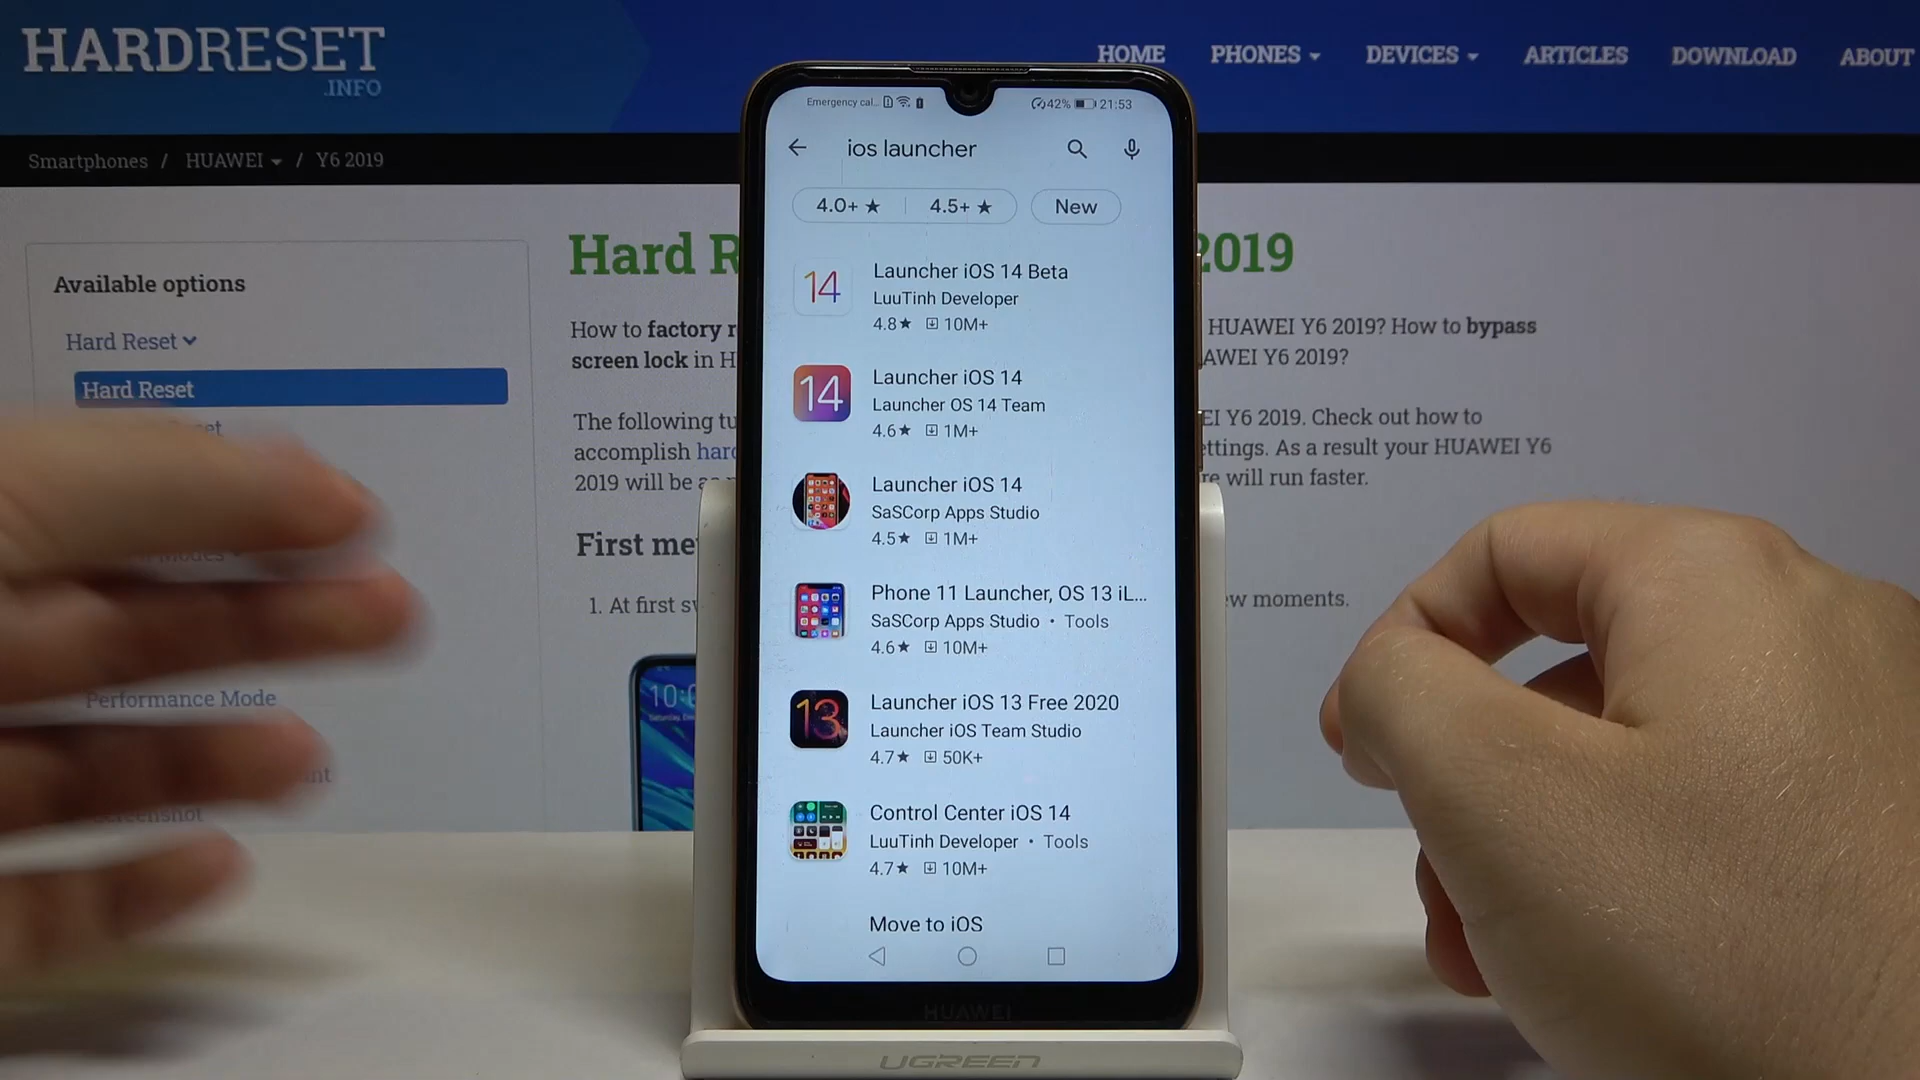 HARDRESET
.INFO
HOME PHONES DEVICES ARTICLES DOWNLOAD ABOUT
Smartphones / HUAWEI / Y6 2019
Available options
Hard Reset
Hard Reset
Performance Mode
Screenshot
Hard R
2019
How to factory r
screen lock in H
HUAWEI Y6 2019? How to bypass
AWEI Y6 2019?
The following tu
accomplish hard
2019 will be as
EI Y6 2019. Check out how to
ettings. As a result your HUAWEI Y6
re will run faster.
First me
1. At first sw
w moments.
Emergency cal... 42% 21:53
ios launcher
4.0+ ★ 4.5+ ★ New
14
Launcher iOS 14 Beta
LuuTinh Developer
4.8★ 10M+
14
Launcher iOS 14
Launcher OS 14 Team
4.6★ 1M+
Launcher iOS 14
SaSCorp Apps Studio
4.5★ 1M+
Phone 11 Launcher, OS 13 iL...
SaSCorp Apps Studio • Tools
4.6★ 10M+
13
Launcher iOS 13 Free 2020
Launcher iOS Team Studio
4.7★ 50K+
Control Center iOS 14
LuuTinh Developer • Tools
4.7★ 10M+
Move to iOS
HUAWEI
UGREEN